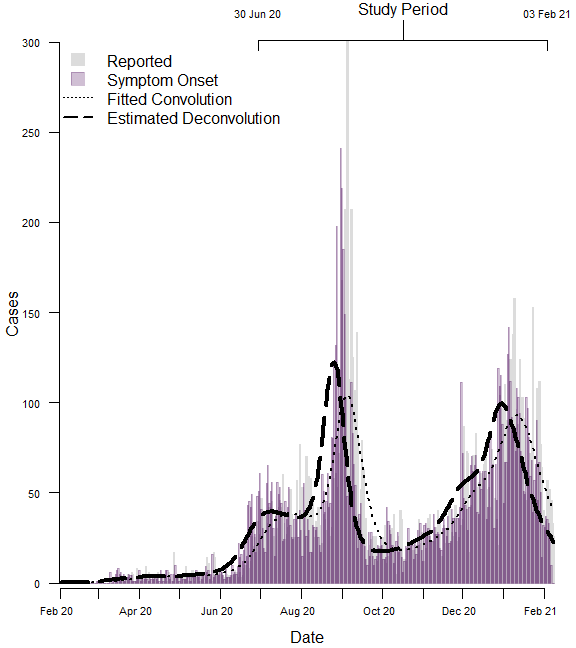 Study Period
30 Jun 20
03 Feb 21
Reported
Symptom Onset
Fitted Convolution
Estimated Deconvolution
Cases
300
250
200
150
100
50
0
Feb 20
Apr 20
Jun 20
Aug 20
Oct 20
Dec 20
Feb 21
Date